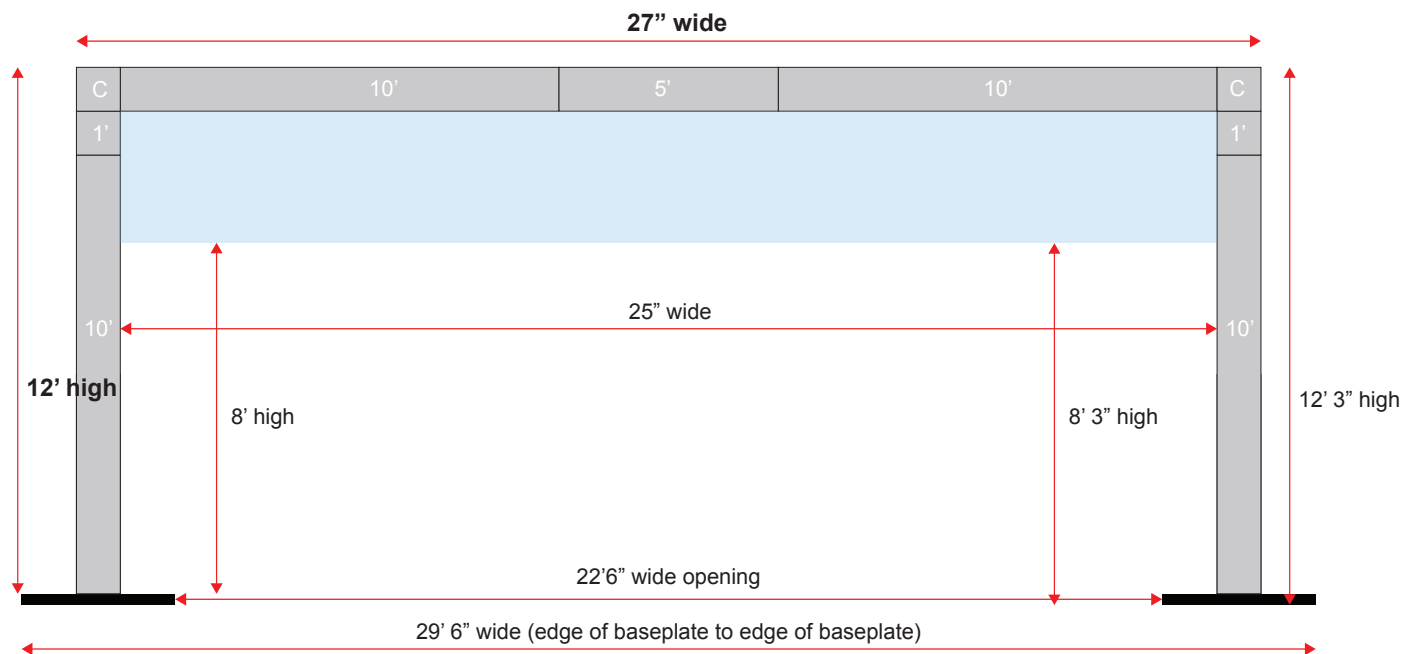 27” wide
C 10’ 5’ 10’ C
1’ 1’
25” wide
10’ 10’
12’ high
12’ 3” high
8’ high 8’ 3” high
22’6” wide opening
29’ 6” wide (edge of baseplate to edge of baseplate)